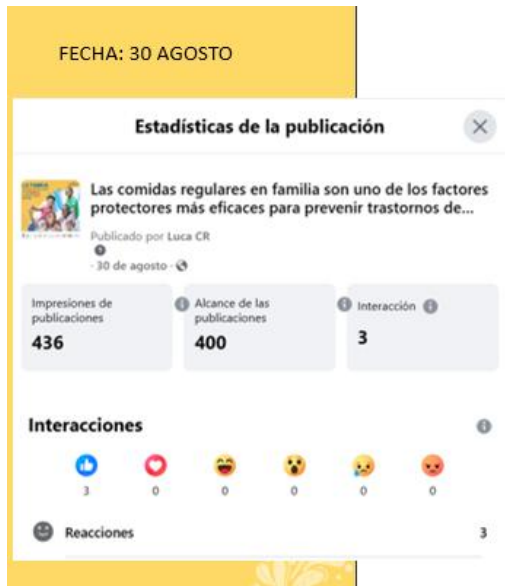 FECHA: 30 AGOSTO
Estadísticas de la publicación
Las comidas regulares en familia son uno de los factores
protectores más eficaces para prevenir trastornos de...
Publicado por Luca CR
· 30 de agosto ·
Impresiones de
publicaciones
436
Alcance de las
publicaciones
400
Interacción
3
Interacciones
3 0 0 0 0 0
Reacciones 3